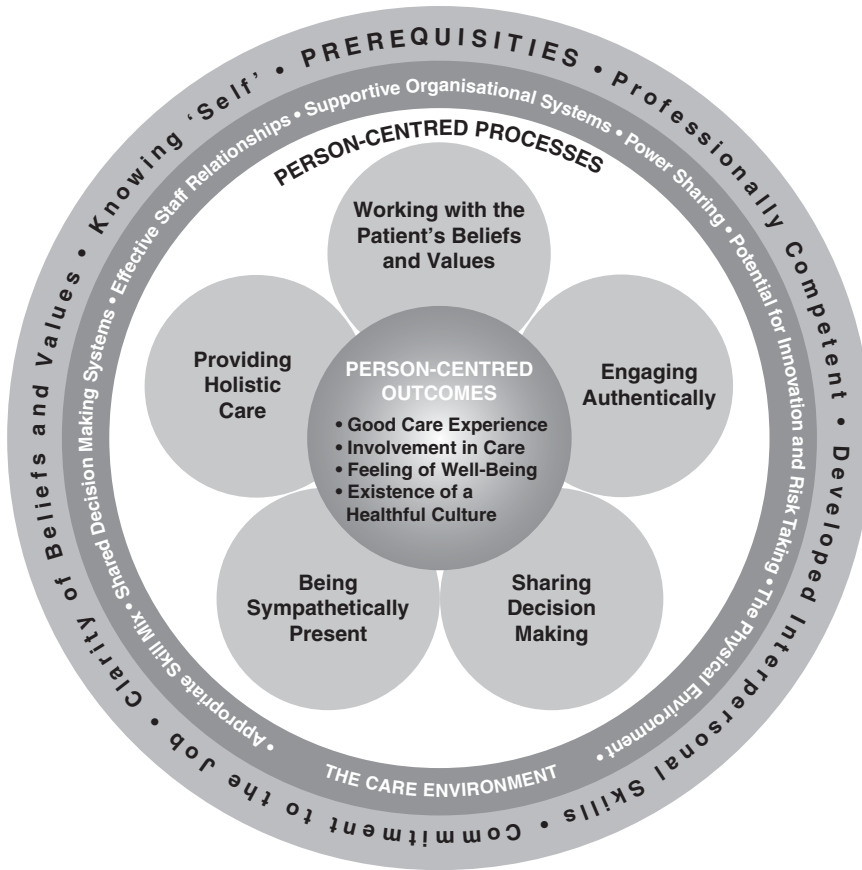 PREREQUISITIES • Professionally Competent • Developed Interpersonal Skills • Commitment to the Job • Clarity of Beliefs and Values • Knowing ‘Self’ •
• Appropriate Skill Mix • Shared Decision Making Systems • Effective Staff Relationships • Supportive Organisational Systems • Power Sharing • Potential for Innovation and Risk Taking • The Physical Environment •
THE CARE ENVIRONMENT
PERSON-CENTRED PROCESSES
Working with the
Patient’s Beliefs
and Values
Providing
Holistic
Care
Engaging
Authentically
PERSON-CENTRED
OUTCOMES
• Good Care Experience
• Involvement in Care
• Feeling of Well-Being
• Existence of a
Healthful Culture
Being
Sympathetically
Present
Sharing
Decision
Making